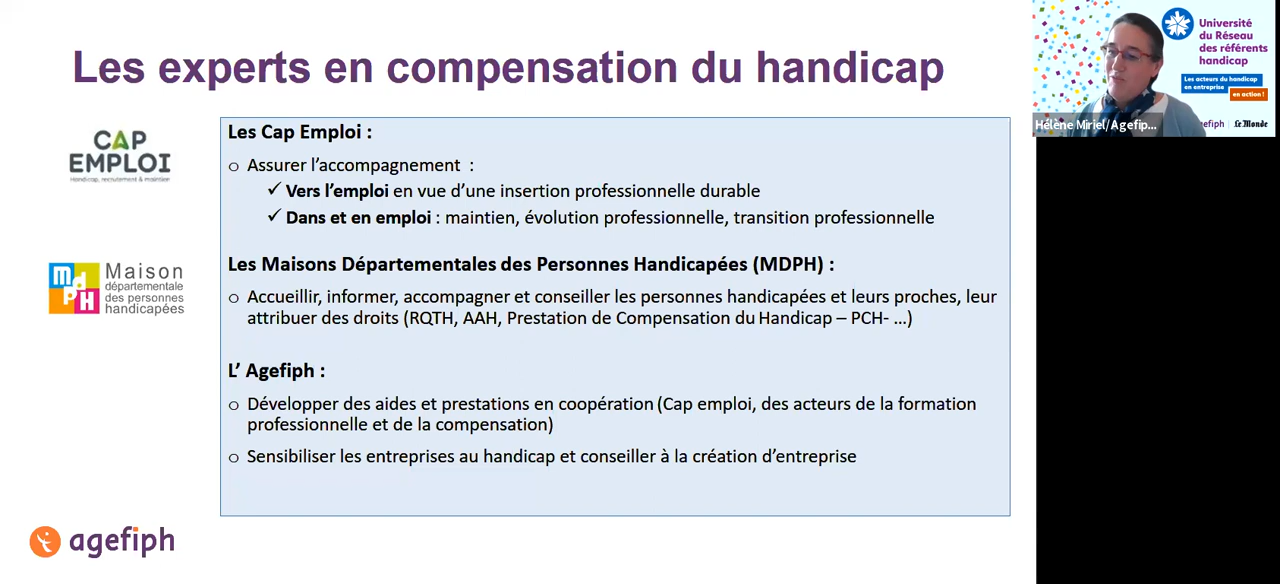 Les experts en compensation du handicap
CAP
EMPLOI
Handicap, recrutement & maintien
Les Cap Emploi :
o Assurer l’accompagnement :
✓ Vers l’emploi en vue d’une insertion professionnelle durable
✓ Dans et en emploi : maintien, évolution professionnelle, transition professionnelle
mdPH
Maison
départementale
des personnes
handicapées
Les Maisons Départementales des Personnes Handicapées (MDPH) :
o Accueillir, informer, accompagner et conseiller les personnes handicapées et leurs proches, leur
attribuer des droits (RQTH, AAH, Prestation de Compensation du Handicap – PCH- …)
L’ Agefiph :
o Développer des aides et prestations en coopération (Cap emploi, des acteurs de la formation
professionnelle et de la compensation)
o Sensibiliser les entreprises au handicap et conseiller à la création d’entreprise
agefiph
Université
du Réseau
des référents
handicap
Les acteurs du handicap
en entreprise
en action !
Hélène Miriel/Agefip...
gefiph | Le Monde